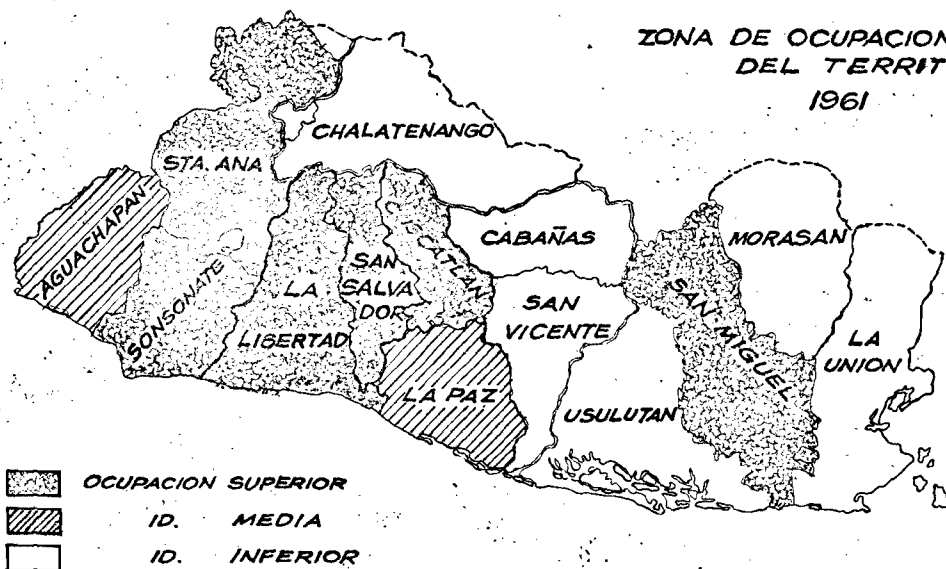 ZONA DE OCUPACION
DEL TERRIT
1961
CHALATENANGO
STA. ANA
AGUACHAPAN
SONSONATE
LA
LIBERTAD
SAN
SALVA
DOR
CUSCATLAN
CABAÑAS
SAN
VICENTE
LA PAZ
USULUTAN
SAN MIGUEL
MORASAN
LA
UNION
OCUPACION SUPERIOR
ID. MEDIA
ID. INFERIOR